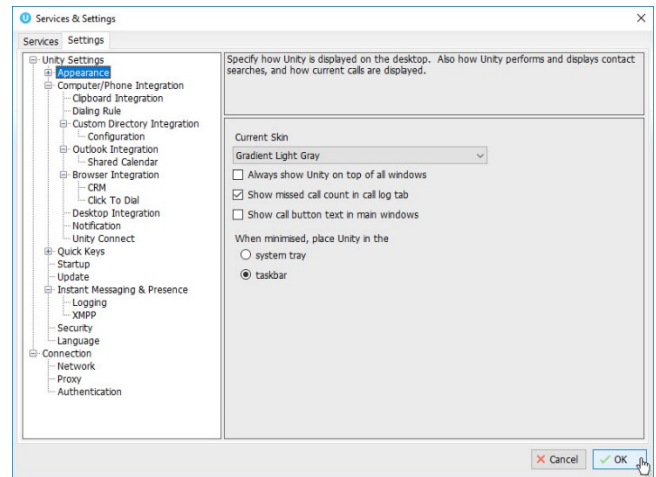 Services & Settings
Services Settings
Unity Settings
Appearance
Computer/Phone Integration
Clipboard Integration
Dialing Rule
Custom Directory Integration
Configuration
Outlook Integration
Shared Calendar
Browser Integration
CRM
Click To Dial
Desktop Integration
Notification
Unity Connect
Quick Keys
Startup
Update
Instant Messaging & Presence
Logging
XMPP
Security
Language
Connection
Network
Proxy
Authentication
Specify how Unity is displayed on the desktop. Also how Unity performs and displays contact
searches, and how current calls are displayed.
Current Skin
Gradient Light Gray
Always show Unity on top of all windows
Show missed call count in call log tab
Show call button text in main windows
When minimised, place Unity in the
system tray
taskbar
Cancel OK